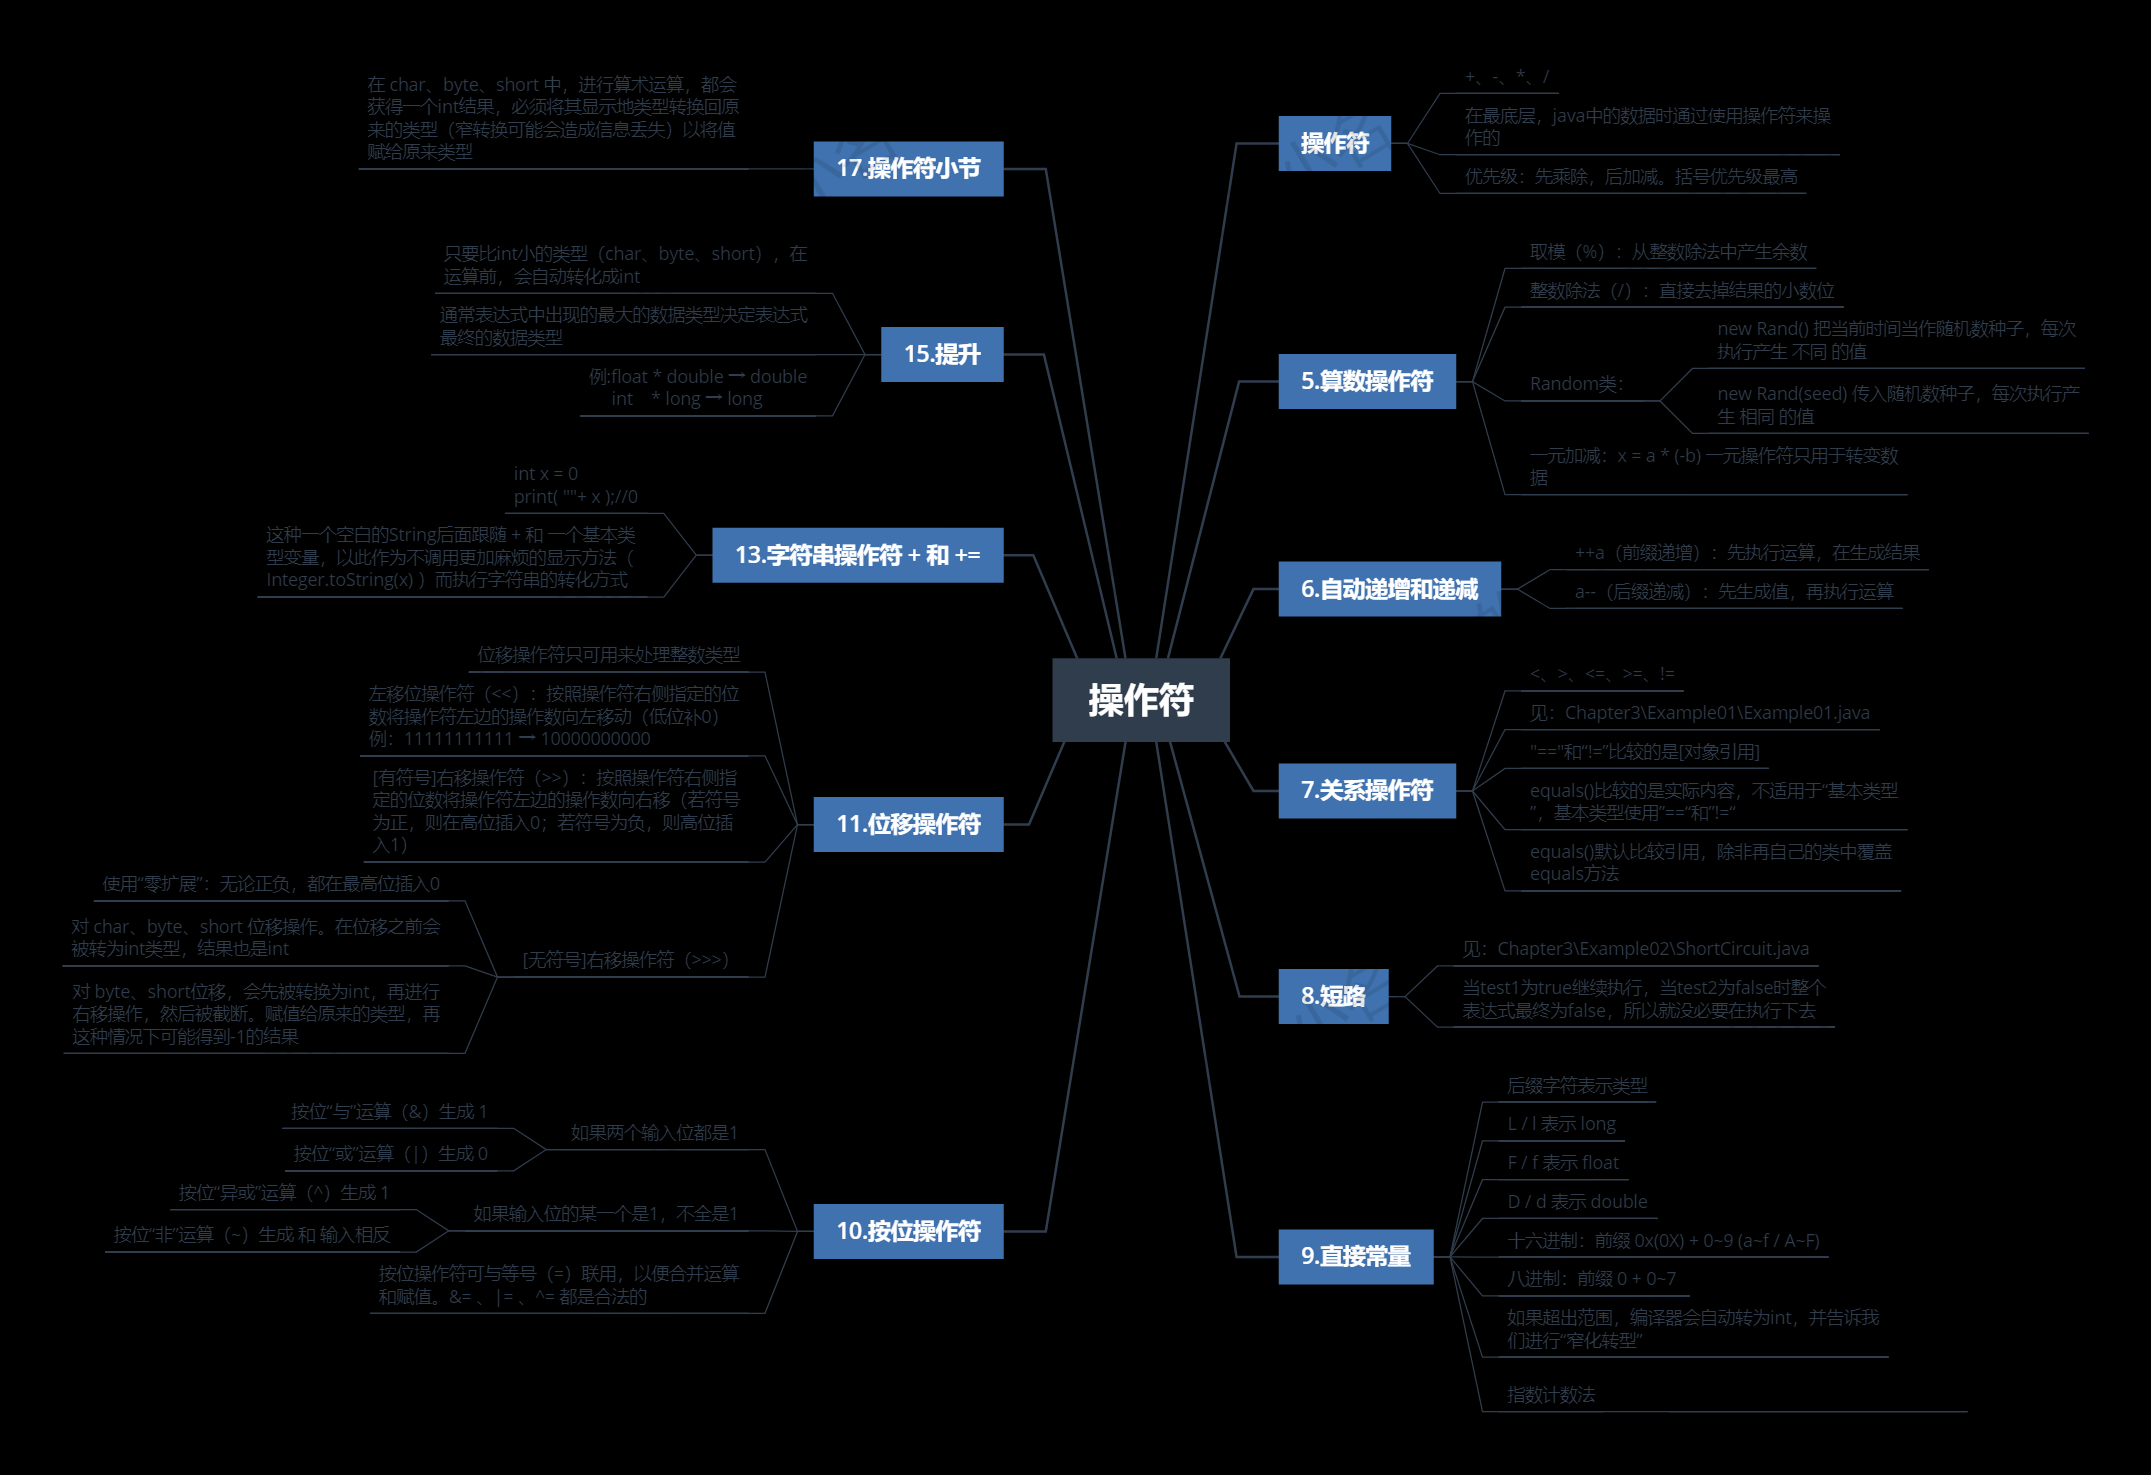 操作符
操作符
+、-、*、/
在最底层，java中的数据时通过使用操作符来操
作的
优先级：先乘除，后加减。括号优先级最高
5.算数操作符
取模（%）：从整数除法中产生余数
整数除法（/）：直接去掉结果的小数位
Random类：
new Rand() 把当前时间当作随机数种子，每次
执行产生 不同 的值
new Rand(seed) 传入随机数种子，每次执行产
生 相同 的值
一元加减：x = a * (-b) 一元操作符只用于转变数
据
6.自动递增和递减
++a（前缀递增）：先执行运算，在生成结果
a--（后缀递减）：先生成值，再执行运算
7.关系操作符
<、>、<=、>=、!=
见：Chapter3\Example01\Example01.java
"=="和“!=”比较的是[对象引用]
equals()比较的是实际内容，不适用于“基本类型
”，基本类型使用”==“和”!=“
equals()默认比较引用，除非再自己的类中覆盖
equals方法
8.短路
见：Chapter3\Example02\ShortCircuit.java
当test1为true继续执行，当test2为false时整个
表达式最终为false，所以就没必要在执行下去
9.直接常量
后缀字符表示类型
L / l 表示 long
F / f 表示 float
D / d 表示 double
十六进制：前缀 0x(0X) + 0~9 (a~f / A~F)
八进制：前缀 0 + 0~7
如果超出范围，编译器会自动转为int，并告诉我
们进行“窄化转型”
指数计数法
17.操作符小节
在 char、byte、short 中，进行算术运算，都会
获得一个int结果，必须将其显示地类型转换回原
来的类型（窄转换可能会造成信息丢失）以将值
赋给原来类型
15.提升
只要比int小的类型（char、byte、short），在
运算前，会自动转化成int
通常表达式中出现的最大的数据类型决定表达式
最终的数据类型
例:float * double → double
int * long → long
13.字符串操作符 + 和 +=
int x = 0
print( ""+ x );//0
这种一个空白的String后面跟随 + 和 一个基本类
型变量，以此作为不调用更加麻烦的显示方法（
Integer.toString(x) ）而执行字符串的转化方式
11.位移操作符
位移操作符只可用来处理整数类型
左移位操作符（<<）：按照操作符右侧指定的位
数将操作符左边的操作数向左移动（低位补0）
例：11111111111 → 10000000000
[有符号]右移操作符（>>）：按照操作符右侧指
定的位数将操作符左边的操作数向右移（若符号
为正，则在高位插入0；若符号为负，则高位插
入1）
[无符号]右移操作符（>>>）
使用“零扩展”：无论正负，都在最高位插入0
对 char、byte、short 位移操作。在位移之前会
被转为int类型，结果也是int
对 byte、short位移，会先被转换为int，再进行
右移操作，然后被截断。赋值给原来的类型，再
这种情况下可能得到-1的结果
10.按位操作符
如果两个输入位都是1
按位“与”运算（&）生成 1
按位“或”运算（|）生成 0
如果输入位的某一个是1，不全是1
按位“异或”运算（^）生成 1
按位“非”运算（~）生成 和 输入相反
按位操作符可与等号（=）联用，以便合并运算
和赋值。&= 、|= 、^= 都是合法的